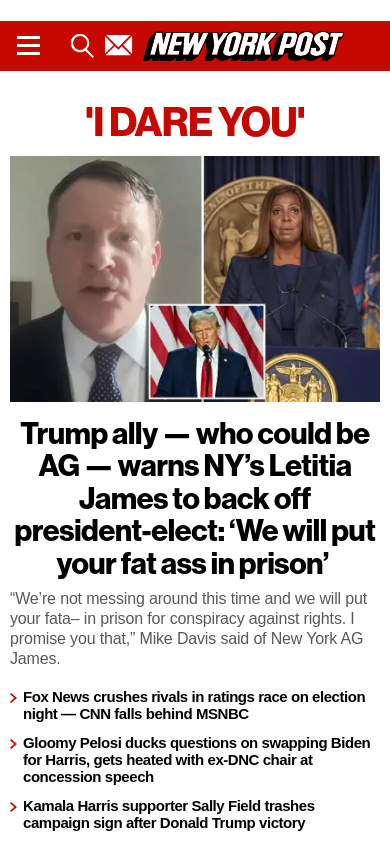 NEW YORK POST
'I DARE YOU'
Trump ally — who could be
AG — warns NY’s Letitia
James to back off
president-elect: ‘We will put
your fat ass in prison’
“We’re not messing around this time and we will put
your fata– in prison for conspiracy against rights. I
promise you that,” Mike Davis said of New York AG
James.
Fox News crushes rivals in ratings race on election
night — CNN falls behind MSNBC
Gloomy Pelosi ducks questions on swapping Biden
for Harris, gets heated with ex-DNC chair at
concession speech
Kamala Harris supporter Sally Field trashes
campaign sign after Donald Trump victory